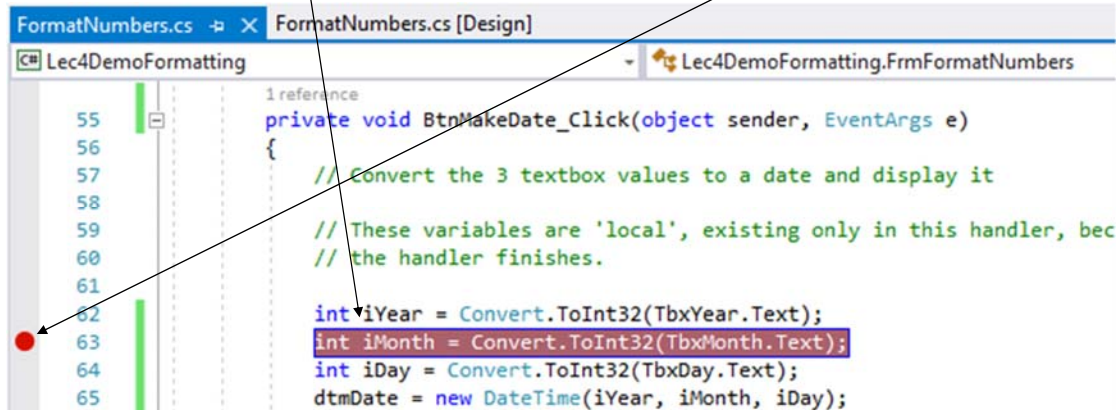 FormatNumbers.cs FormatNumbers.cs [Design]
C# Lec4DemoFormatting Lec4DemoFormatting.FrmFormatNumbers
1 reference
55 private void BtnMakeDate_Click(object sender, EventArgs e)
56 {
57 // Convert the 3 textbox values to a date and display it
58
59 // These variables are 'local', existing only in this handler, bec
60 // the handler finishes.
61
62 int iYear = Convert.ToInt32(TbxYear.Text);
63 int iMonth = Convert.ToInt32(TbxMonth.Text);
64 int iDay = Convert.ToInt32(TbxDay.Text);
65 dtmDate = new DateTime(iYear, iMonth, iDay);